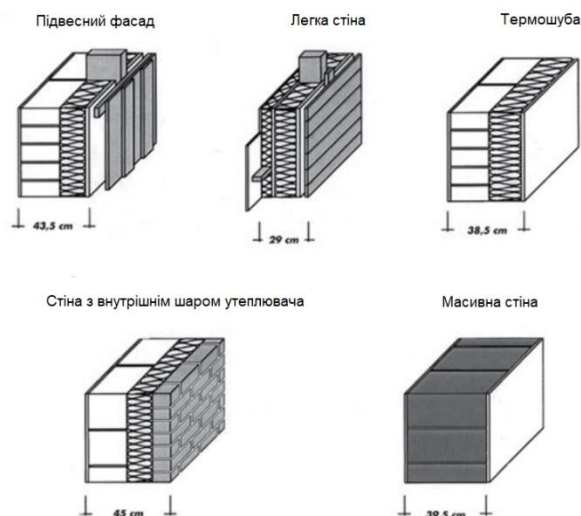 Підвесний фасад
Легка стіна
Термошуба
43,5 cm
29 cm
38,5 cm
Стіна з внутрішнім шаром утеплювача
Масивна стіна
45 cm
39,5 cm